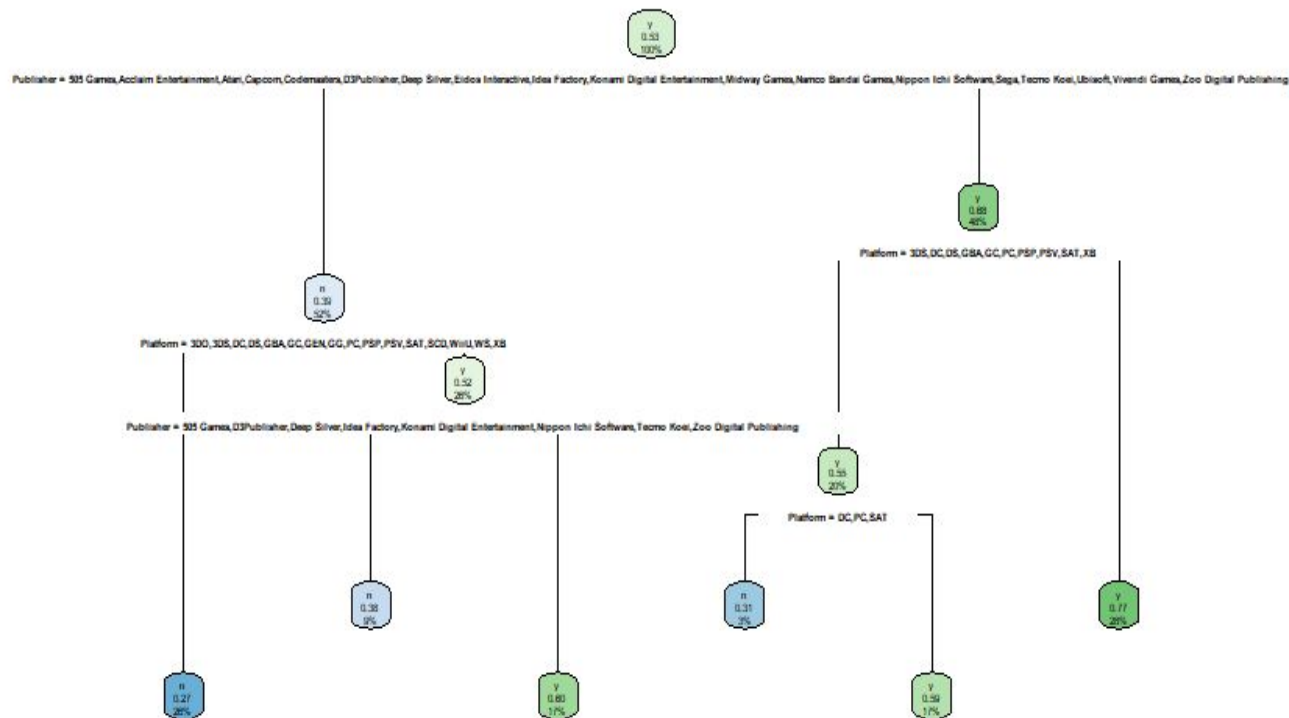 y
0.53
100%
Publisher = 505 Games,Acclaim Entertainment,Atari,Capcom,Codemasters,D3Publisher,Deep Silver,Eidos Interactive,Idea Factory,Konami Digital Entertainment,Midway Games,Namco Bandai Games,Nippon Ichi Software,Sega,Tecmo Koei,Ubisoft,Vivendi Games,Zoo Digital Publishing
y
0.68
48%
Platform = 3DS,DC,DS,GBA,GC,PC,PSP,PSV,SAT,XB
n
0.39
52%
Platform = 3DO,3DS,DC,DS,GBA,GC,GEN,GG,PC,PSP,PSV,SAT,SCD,WiiU,WS,XB
y
0.52
26%
Publisher = 505 Games,D3Publisher,Deep Silver,Idea Factory,Konami Digital Entertainment,Nippon Ichi Software,Tecmo Koei,Zoo Digital Publishing
y
0.55
20%
Platform = DC,PC,SAT
n
0.38
9%
n
0.31
3%
y
0.77
28%
n
0.27
26%
y
0.60
17%
y
0.59
17%